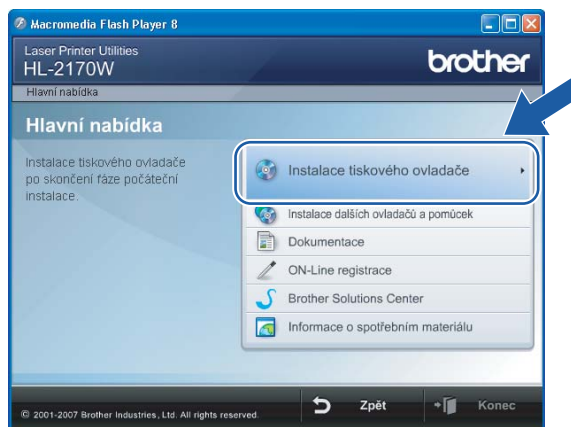 Macromedia Flash Player 8
Laser Printer Utilities
HL-2170W
brother
Hlavní nabídka
Hlavní nabídka
Instalace tiskového ovladače
po skončení fáze počáteční
instalace.
Instalace tiskového ovladače
Instalace dalších ovladačů a pomůcek
Dokumentace
ON-Line registrace
Brother Solutions Center
Informace o spotřebním materiálu
© 2001-2007 Brother Industries, Ltd. All rights reserved.
Zpět
Konec